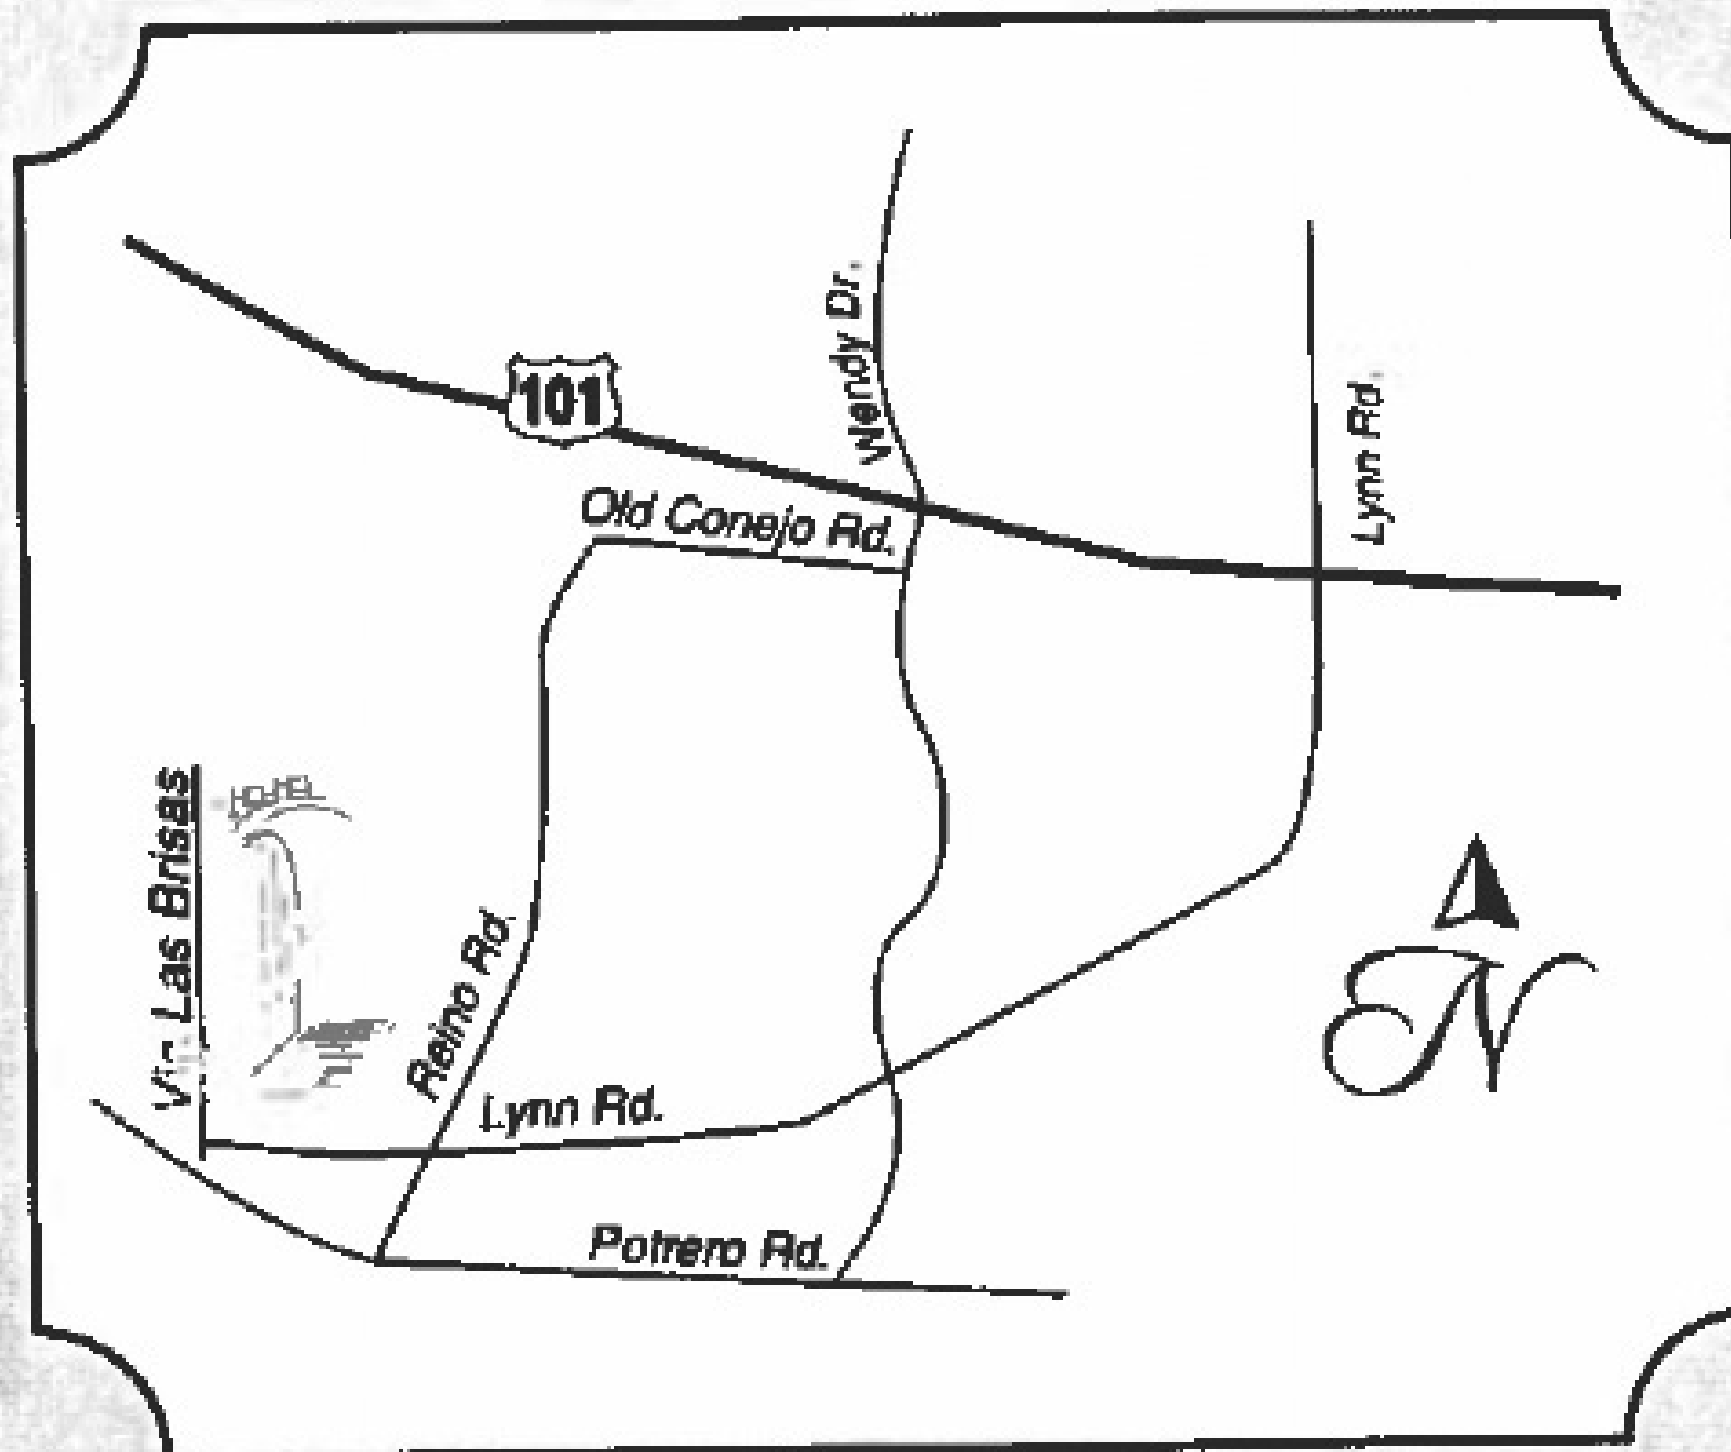 Wendy Dr.
101
Lynn Rd.
Old Conejo Rd.
Via Las Brisas
Reino Rd.
Lynn Rd.
Potrero Rd.
N